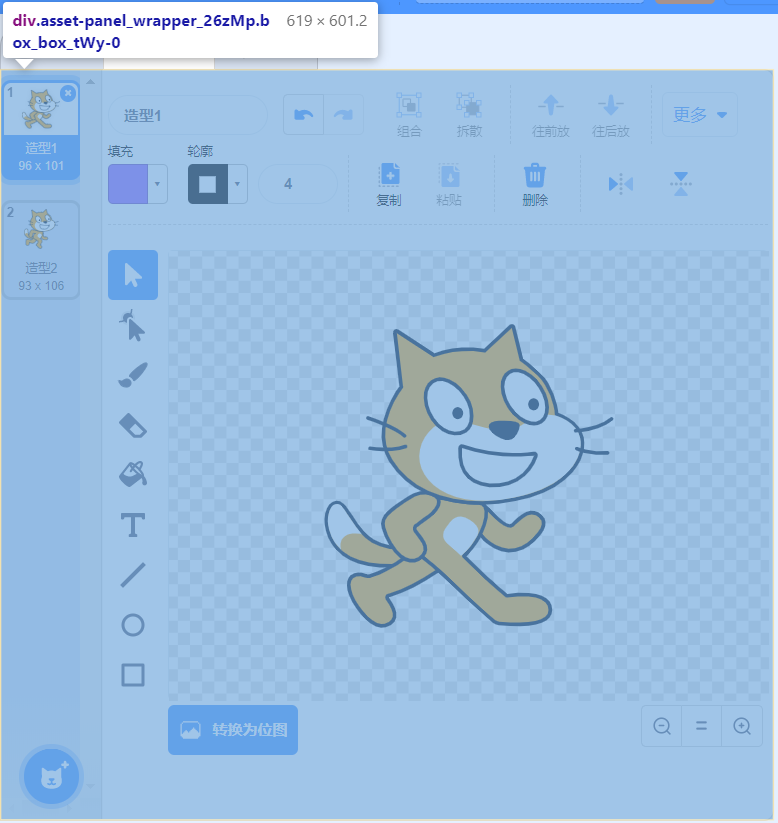 div.asset-panel_wrapper_26zMp.b 619 × 601.2
ox_box_tWy-0
1
造型1
96 x 101
2
造型2
93 x 106
造型1
组合
拆散
往前放
往后放
更多
填充
轮廓
4
复制
粘贴
删除
转换为位图